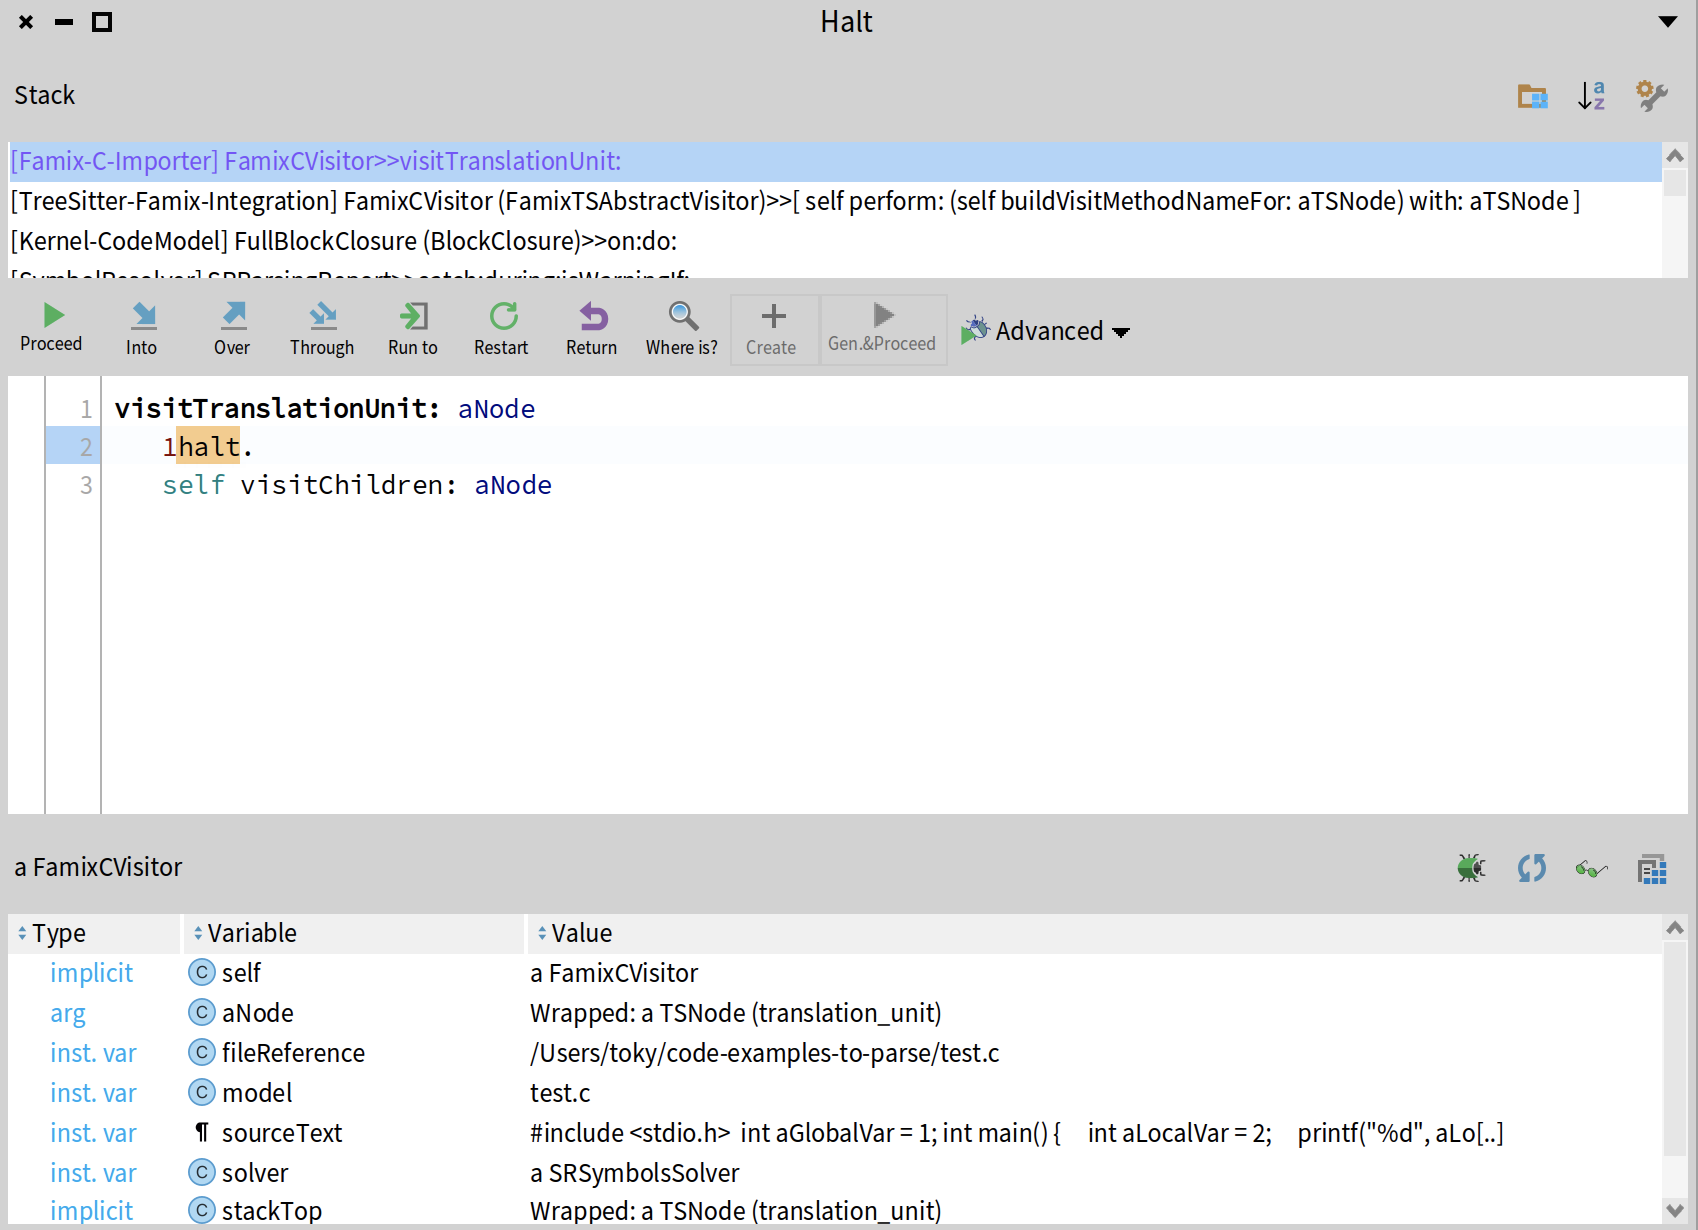 Halt
Stack
[Famix-C-Importer] FamixCVisitor>>visitTranslationUnit:
[TreeSitter-Famix-Integration] FamixCVisitor (FamixTSAbstractVisitor)>>[ self perform: (self buildVisitMethodNameFor: aTSNode) with: aTSNode ]
[Kernel-CodeModel] FullBlockClosure (BlockClosure)>>on:do:
[SymbolResolver] SRParsingReport>>catch:during:isWarningIf:
Proceed Into Over Through Run to Restart Return Where is? Create Gen.&Proceed Advanced
1 visitTranslationUnit: aNode
2 1halt.
3 self visitChildren: aNode
a FamixCVisitor
Type Variable Value
implicit C self a FamixCVisitor
arg C aNode Wrapped: a TSNode (translation_unit)
inst. var C fileReference /Users/toky/code-examples-to-parse/test.c
inst. var C model test.c
inst. var ¶ sourceText #include <stdio.h> int aGlobalVar = 1; int main() { int aLocalVar = 2; printf("%d", aLo[..]
inst. var C solver a SRSymbolsSolver
implicit C stackTop Wrapped: a TSNode (translation_unit)